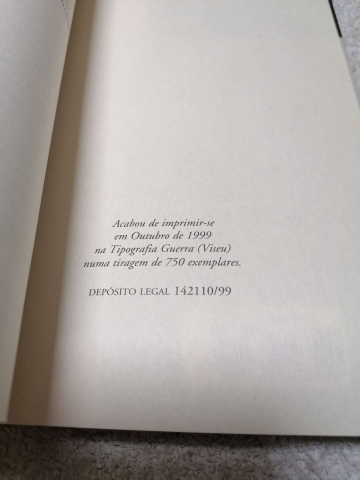 Acabou de imprimir-se
em Outubro de 1999
na Tipografia Guerra (Viseu)
numa tiragem de 750 exemplares.
DEPÓSITO LEGAL 142110/99